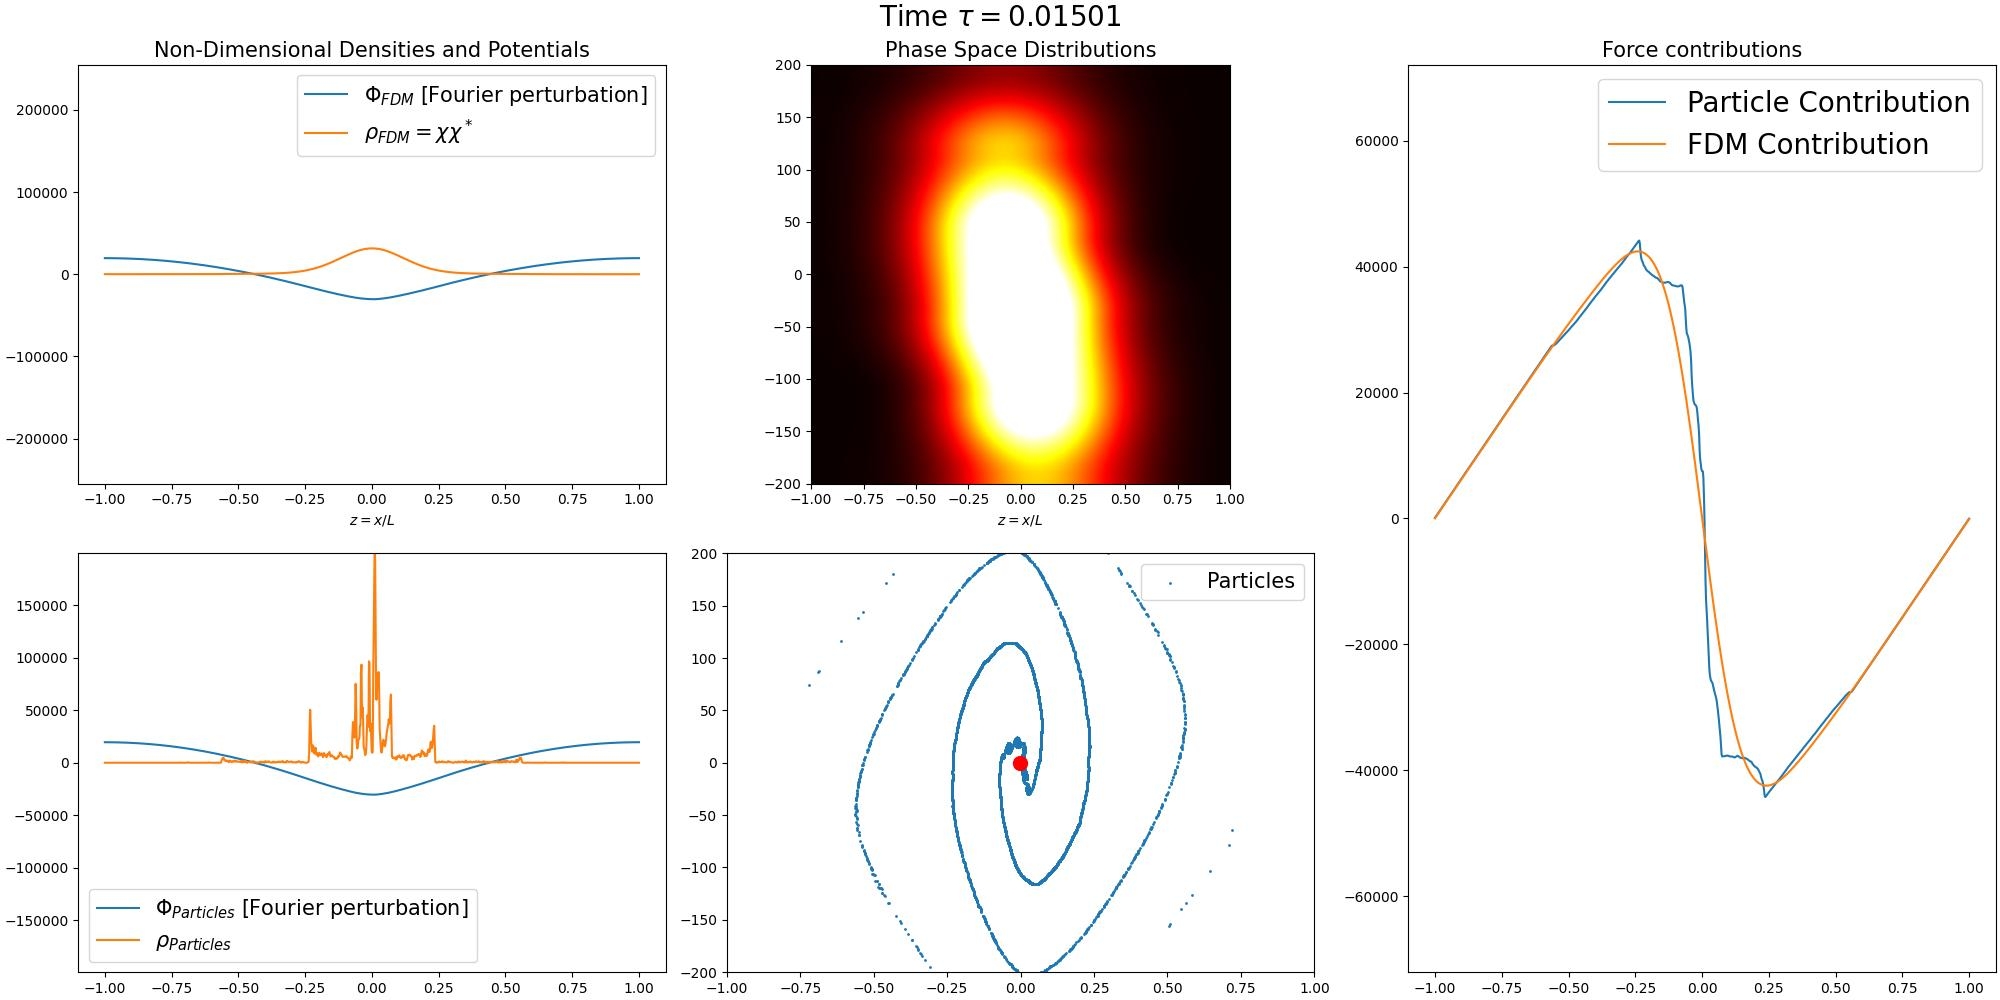 Time τ = 0.01501
Non-Dimensional Densities and Potentials
Φ_FDM [Fourier perturbation]
ρ_FDM = χχ*
200000
100000
0
−100000
−200000
−1.00 −0.75 −0.50 −0.25 0.00 0.25 0.50 0.75 1.00
z = x/L
Phase Space Distributions
200
150
100
50
0
−50
−100
−150
−200
−1.00 −0.75 −0.50 −0.25 0.00 0.25 0.50 0.75 1.00
z = x/L
Force contributions
Particle Contribution
FDM Contribution
60000
40000
20000
0
−20000
−40000
−60000
−1.00 −0.75 −0.50 −0.25 0.00 0.25 0.50 0.75 1.00
150000
100000
50000
0
−50000
−100000
−150000
Φ_Particles [Fourier perturbation]
ρ_Particles
−1.00 −0.75 −0.50 −0.25 0.00 0.25 0.50 0.75 1.00
Particles
200
150
100
50
0
−50
−100
−150
−200
−1.00 −0.75 −0.50 −0.25 0.00 0.25 0.50 0.75 1.00